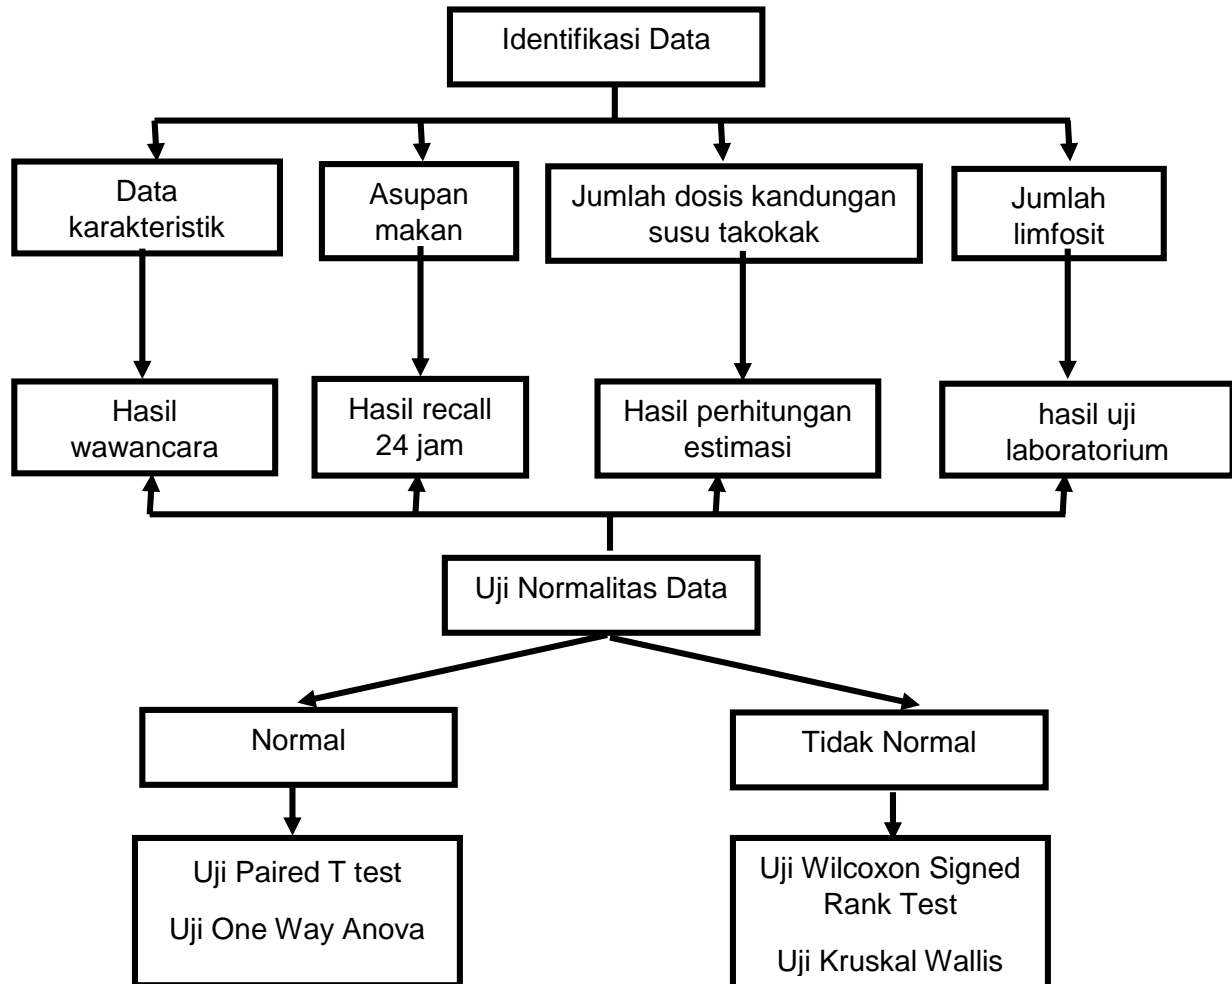 Identifikasi Data
Data
karakteristik
Asupan
makan
Jumlah dosis kandungan
susu takokak
Jumlah
limfosit
Hasil
wawancara
Hasil recall
24 jam
Hasil perhitungan
estimasi
hasil uji
laboratorium
Uji Normalitas Data
Normal
Tidak Normal
Uji Paired T test
Uji One Way Anova
Uji Wilcoxon Signed
Rank Test
Uji Kruskal Wallis